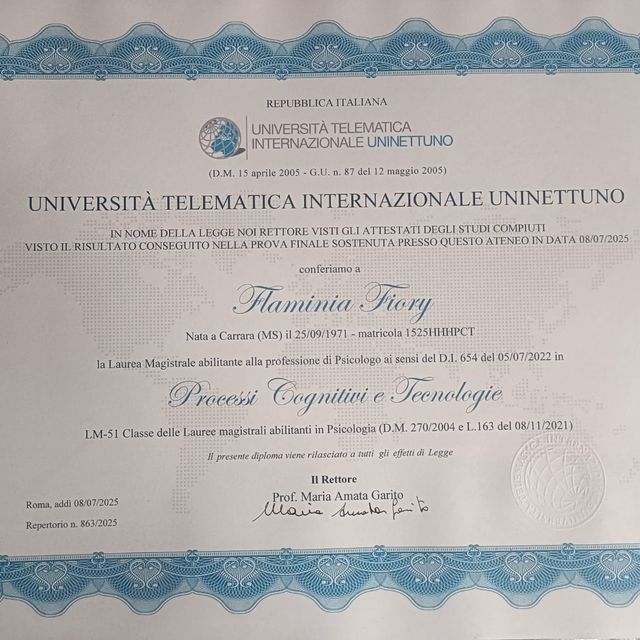 REPUBBLICA ITALIANA
UNIVERSITÀ TELEMATICA
INTERNAZIONALE UNINETTUNO
(D.M. 15 aprile 2005 - G.U. n. 87 del 12 maggio 2005)
UNIVERSITÀ TELEMATICA INTERNAZIONALE UNINETTUNO
IN NOME DELLA LEGGE NOI RETTORE VISTI GLI ATTESTATI DEGLI STUDI COMPIUTI
VISTO IL RISULTATO CONSEGUITO NELLA PROVA FINALE SOSTENUTA PRESSO QUESTO ATENEO IN DATA 08/07/2025
conferiamo a
Flaminia Fiory
Nata a Carrara (MS) il 25/09/1971 - matricola 1525HHHPCT
la Laurea Magistrale abilitante alla professione di Psicologo ai sensi del D.I. 654 del 05/07/2022 in
Processi Cognitivi e Tecnologie
LM-51 Classe delle Lauree magistrali abilitanti in Psicologia (D.M. 270/2004 e L.163 del 08/11/2021)
Il presente diploma viene rilasciato a tutti gli effetti di Legge
Il Rettore
Prof. Maria Amata Garito
Maria Amata Garito
Roma, addì 08/07/2025
Repertorio n. 863/2025